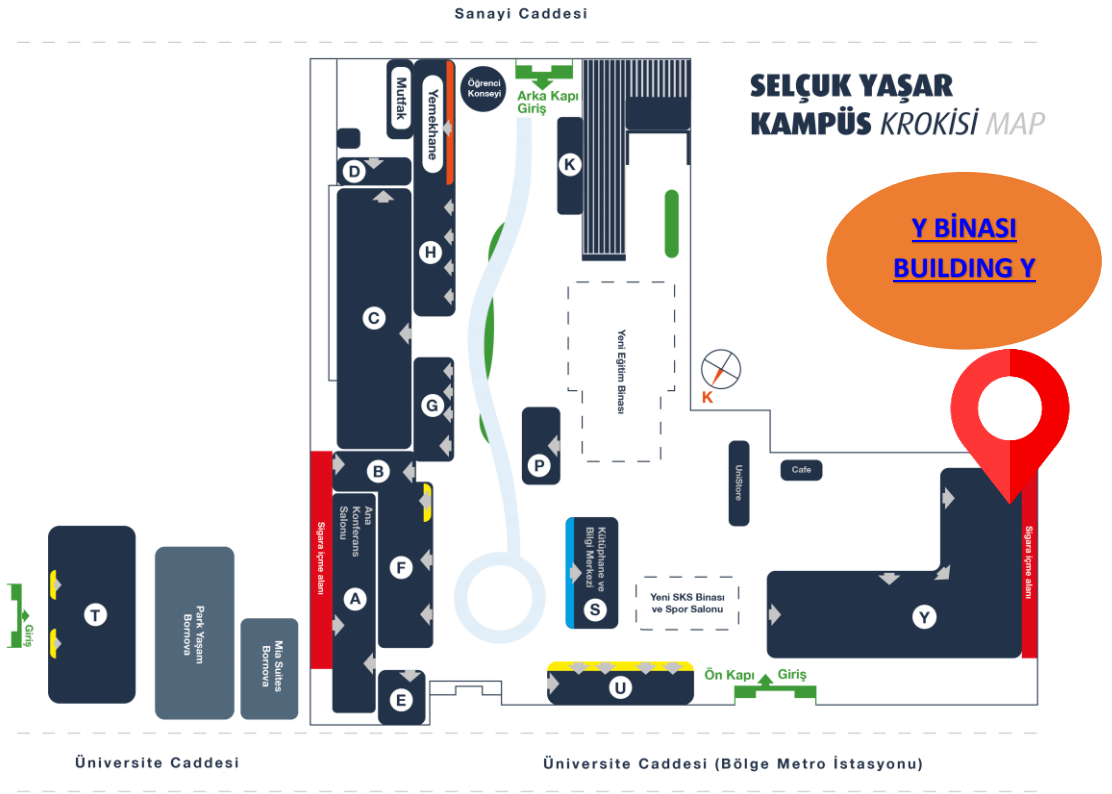 Sanayi Caddesi
SELÇUK YAŞAR
KAMPÜS KROKİSİ MAP
Öğrenci
Konseyi
Arka Kapı
Giriş
Mutfak
Yemekhane
D
K
H
C
Y BİNASI
BUILDING Y
Yeni Eğitim Binası
K
G
P
B
UniStore
Cafe
Ana
Konferans
Salonu
Sigara içme alanı
Kütüphane ve
Bilgi Merkezi
Sigara içme alanı
F
A
S
Yeni SKS Binası
ve Spor Salonu
Y
T
Giriş
Park Yaşam
Bornova
Mia Suites
Bornova
E
U
Ön Kapı Giriş
Üniversite Caddesi
Üniversite Caddesi (Bölge Metro İstasyonu)